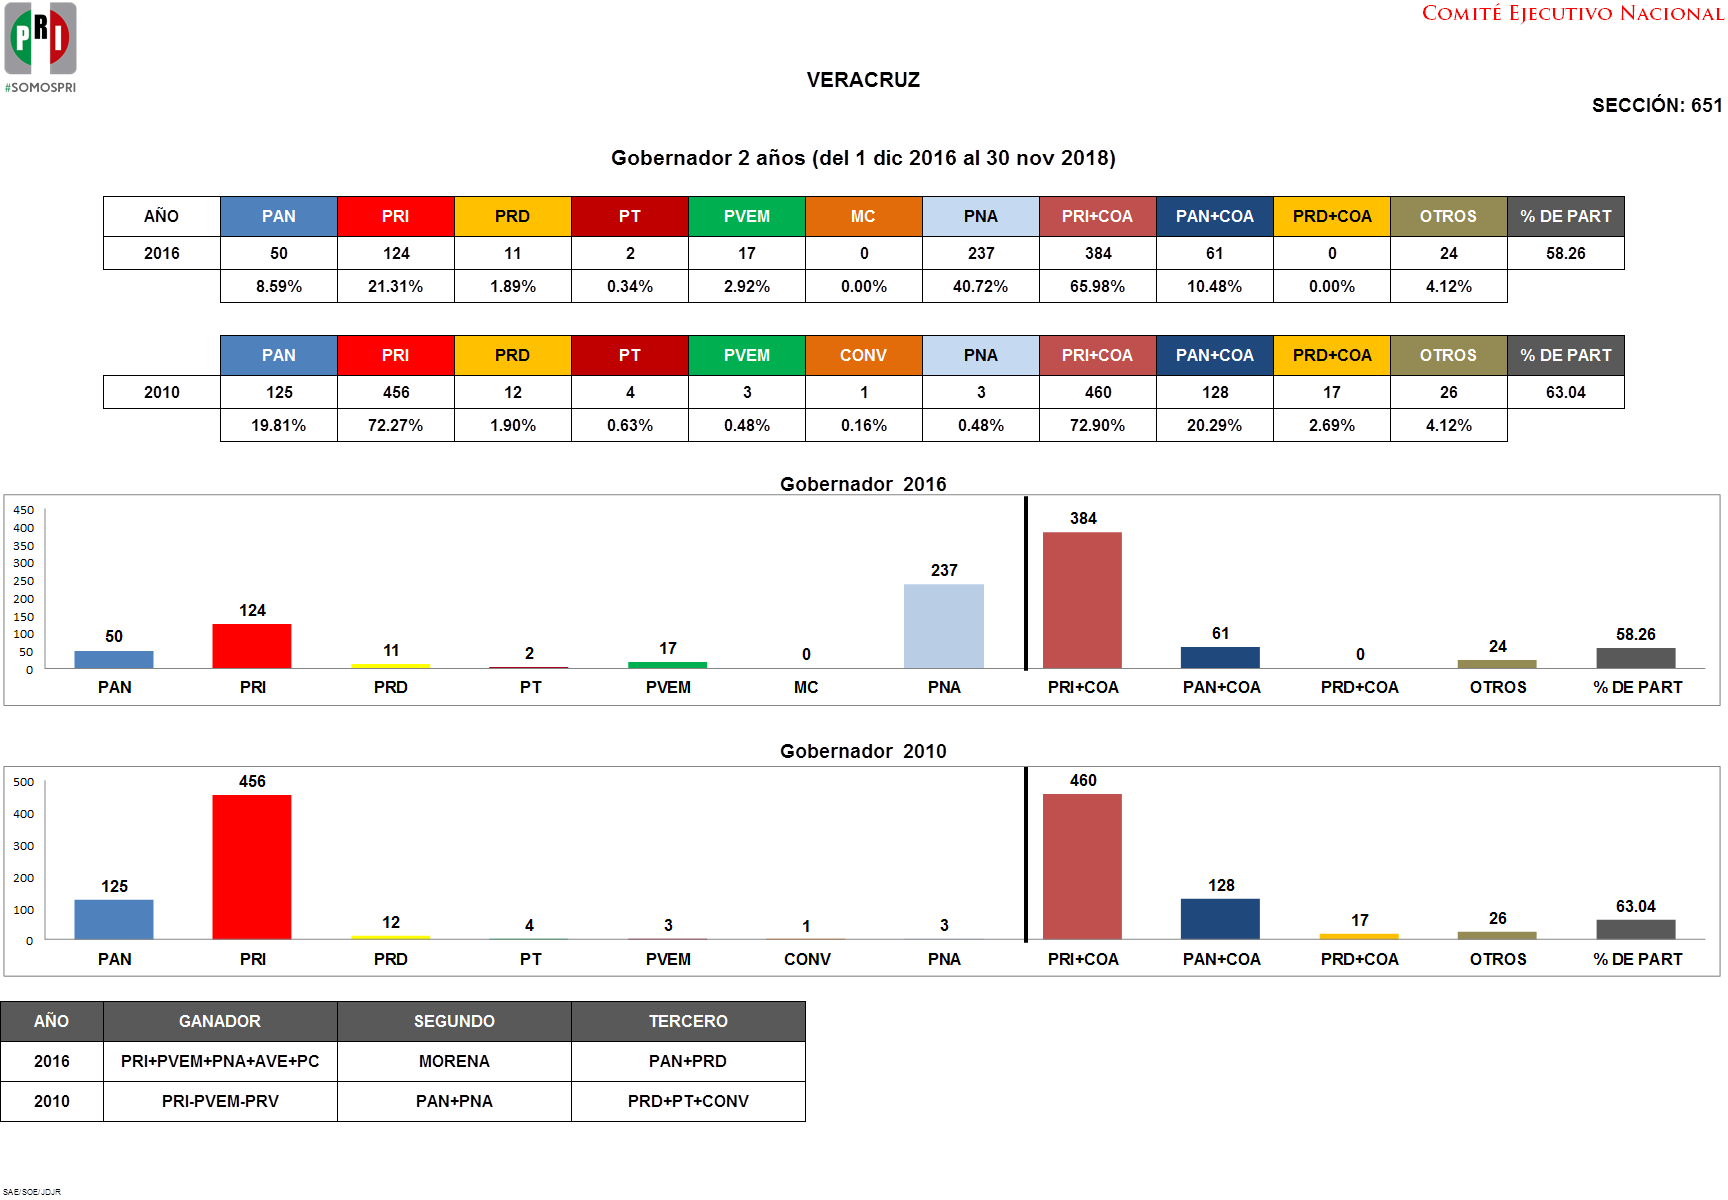 PRI
#SOMOSPRI
COMITÉ EJECUTIVO NACIONAL
VERACRUZ
SECCIÓN: 651
Gobernador 2 años (del 1 dic 2016 al 30 nov 2018)
AÑO PAN PRI PRD PT PVEM MC PNA PRI+COA PAN+COA PRD+COA OTROS % DE PART
2016 50 124 11 2 17 0 237 384 61 0 24 58.26
8.59% 21.31% 1.89% 0.34% 2.92% 0.00% 40.72% 65.98% 10.48% 0.00% 4.12%
PAN PRI PRD PT PVEM CONV PNA PRI+COA PAN+COA PRD+COA OTROS % DE PART
2010 125 456 12 4 3 1 3 460 128 17 26 63.04
19.81% 72.27% 1.90% 0.63% 0.48% 0.16% 0.48% 72.90% 20.29% 2.69% 4.12%
Gobernador 2016
450
400
350
300
250
200
150
100
50
0
50 124 11 2 17 0 237 384 61 0 24 58.26
PAN PRI PRD PT PVEM MC PNA PRI+COA PAN+COA PRD+COA OTROS % DE PART
Gobernador 2010
500
400
300
200
100
0
125 456 12 4 3 1 3 460 128 17 26 63.04
PAN PRI PRD PT PVEM CONV PNA PRI+COA PAN+COA PRD+COA OTROS % DE PART
AÑO GANADOR SEGUNDO TERCERO
2016 PRI+PVEM+PNA+AVE+PC MORENA PAN+PRD
2010 PRI-PVEM-PRV PAN+PNA PRD+PT+CONV
SAE/SOE/JDJR